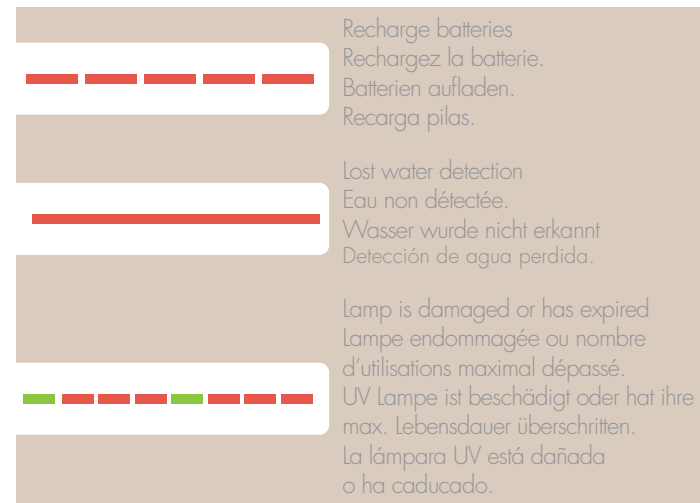 Recharge batteries
Rechargez la batterie.
Batterien aufladen.
Recarga pilas.
Lost water detection
Eau non détectée.
Wasser wurde nicht erkannt
Detección de agua perdida.
Lamp is damaged or has expired
Lampe endommagée ou nombre
d’utilisations maximal dépassé.
UV Lampe ist beschädigt oder hat ihre
max. Lebensdauer überschritten.
La lámpara UV está dañada
o ha caducado.